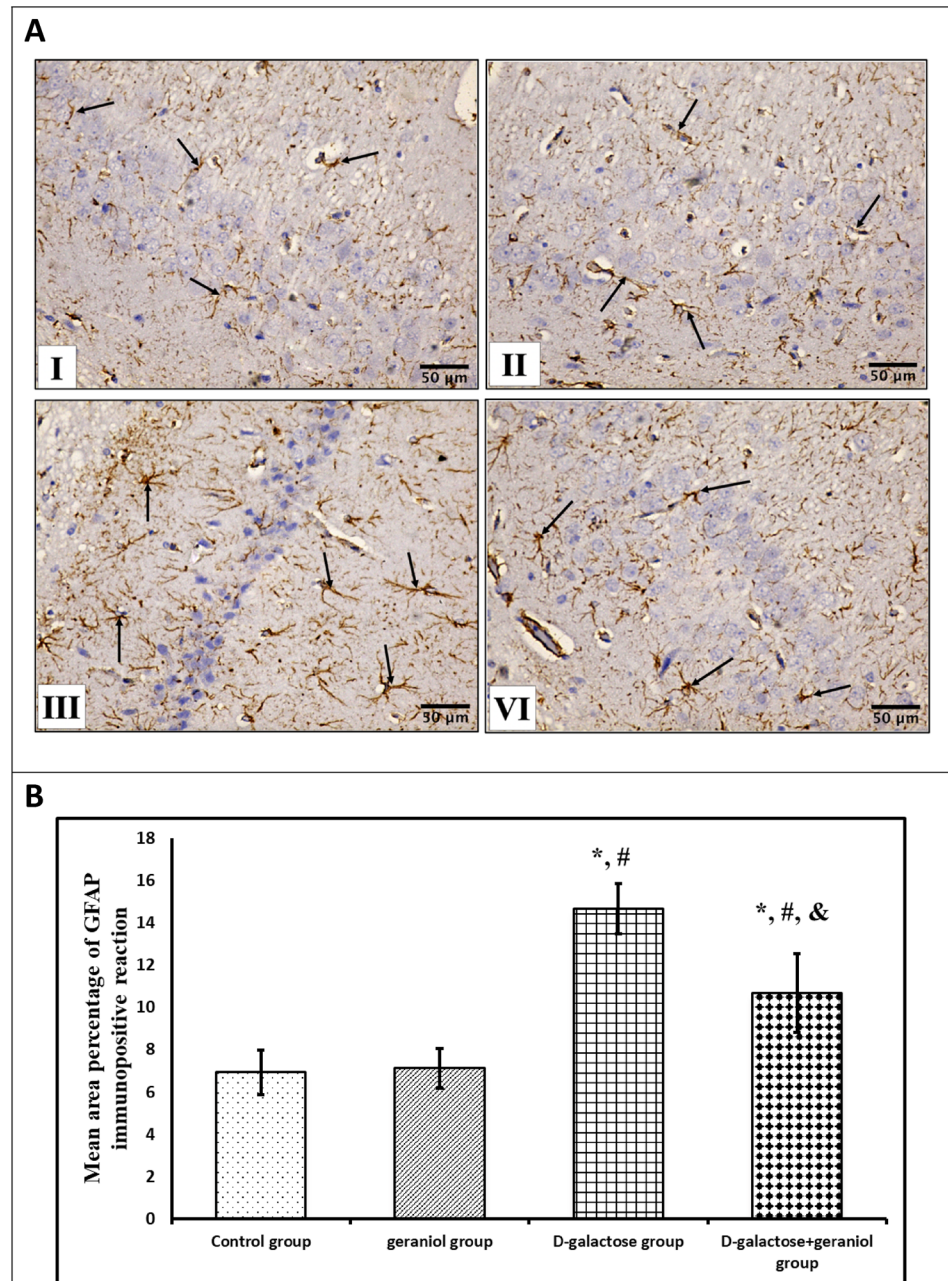 A
I
50 µm
II
50 µm
III
50 µm
VI
50 µm
B
Mean area percentage of GFAP
immunopositive reaction
18
16
14
12
10
8
6
4
2
0
*, #
*, #, &
Control group
geraniol group
D-galactose group
D-galactose+geraniol
group